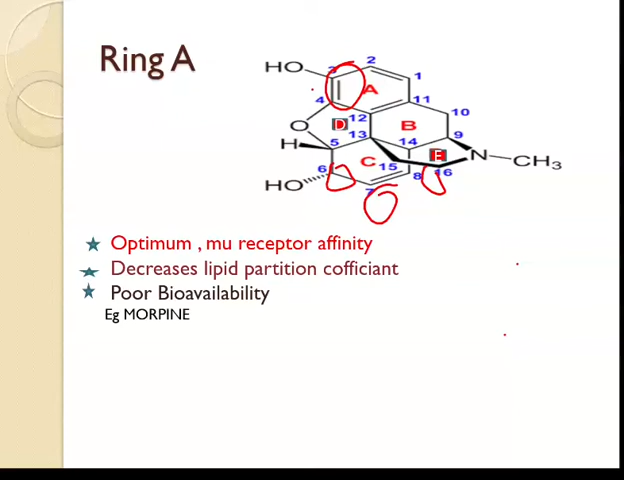 Ring A
HO 3 2
A 1
4 11
12 10
O D B
13 9
H 5 14 E N CH3
C 15
6 8 16
HO 7
Optimum , mu receptor affinity
Decreases lipid partition cofficiant
Poor Bioavailability
Eg MORPINE